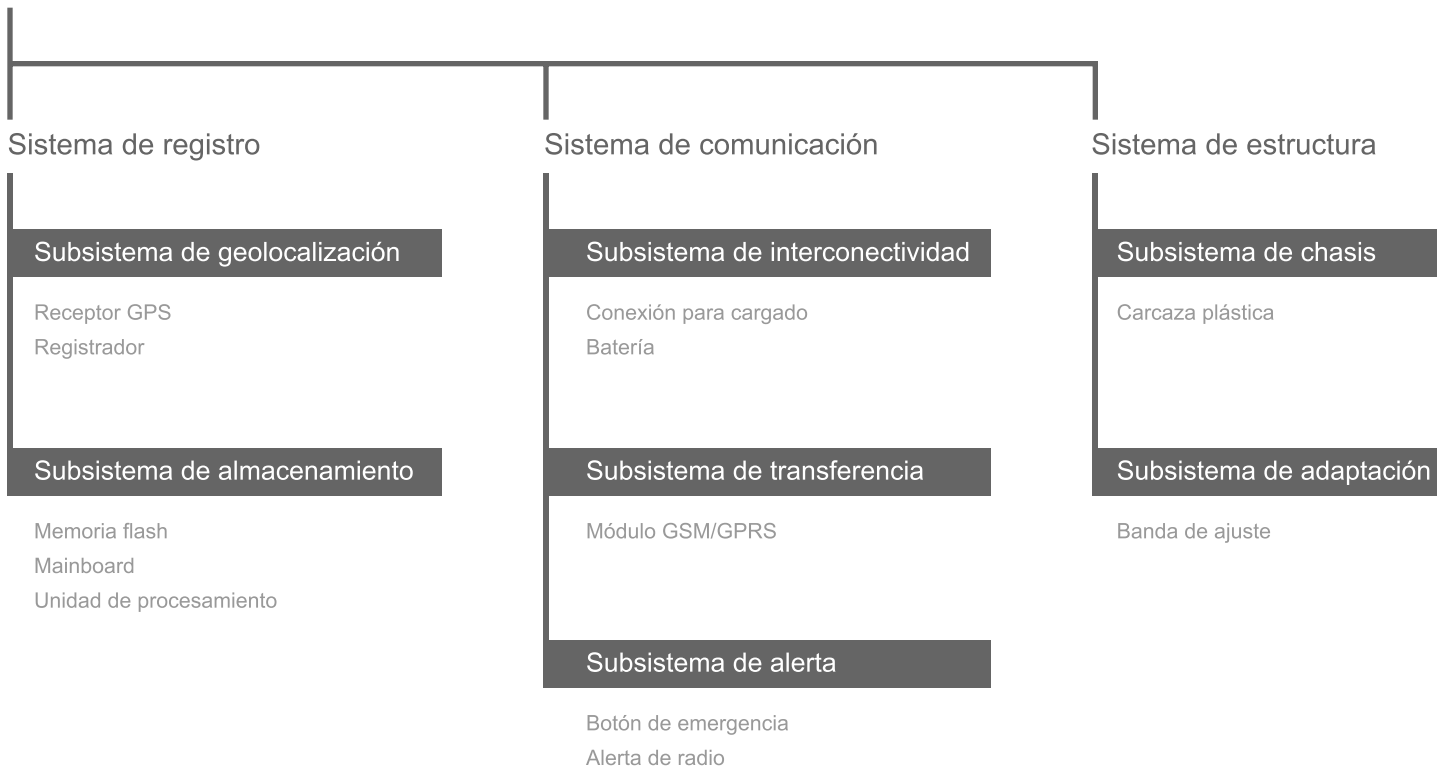 Sistema de registro
Subsistema de geolocalización
Receptor GPS
Registrador
Subsistema de almacenamiento
Memoria flash
Mainboard
Unidad de procesamiento
Sistema de comunicación
Subsistema de interconectividad
Conexión para cargado
Batería
Subsistema de transferencia
Módulo GSM/GPRS
Subsistema de alerta
Botón de emergencia
Alerta de radio
Sistema de estructura
Subsistema de chasis
Carcaza plástica
Subsistema de adaptación
Banda de ajuste